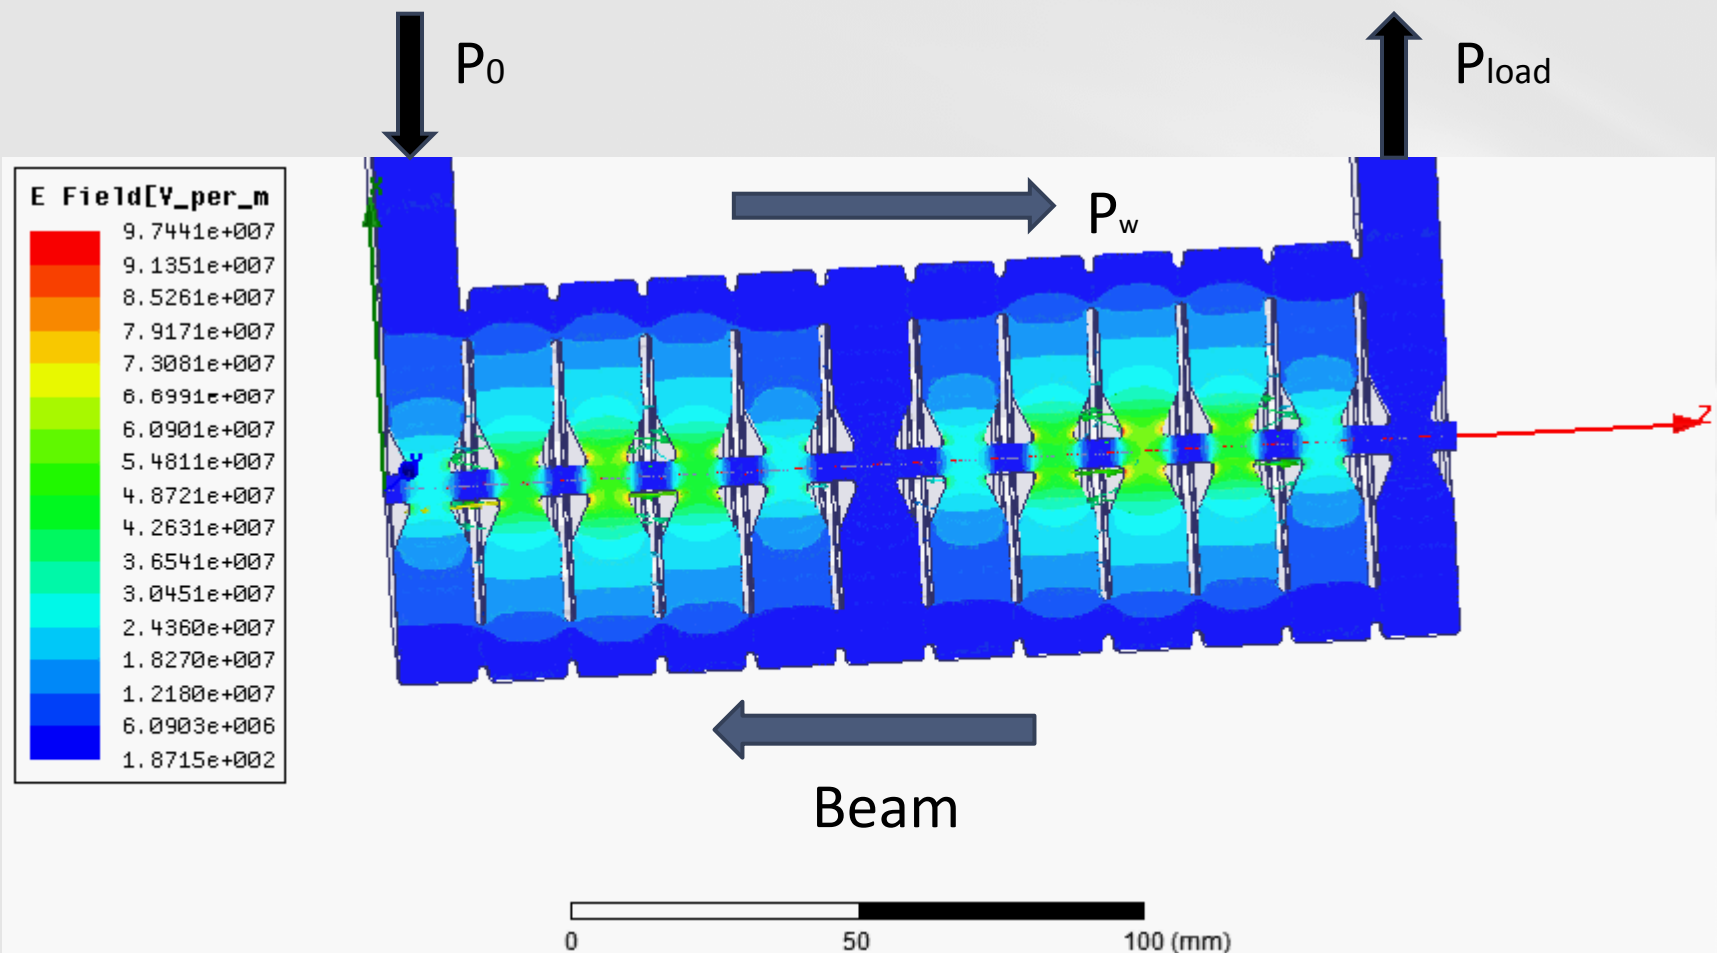 P0
Pload
E Field[V_per_m
9.7441e+007
9.1351e+007
8.5261e+007
7.9171e+007
7.3081e+007
6.6991e+007
6.0901e+007
5.4811e+007
4.8721e+007
4.2631e+007
3.6541e+007
3.0451e+007
2.4360e+007
1.8270e+007
1.2180e+007
6.0903e+006
1.8715e+002
Pw
X
Y
Z
Beam
0 50 100 (mm)